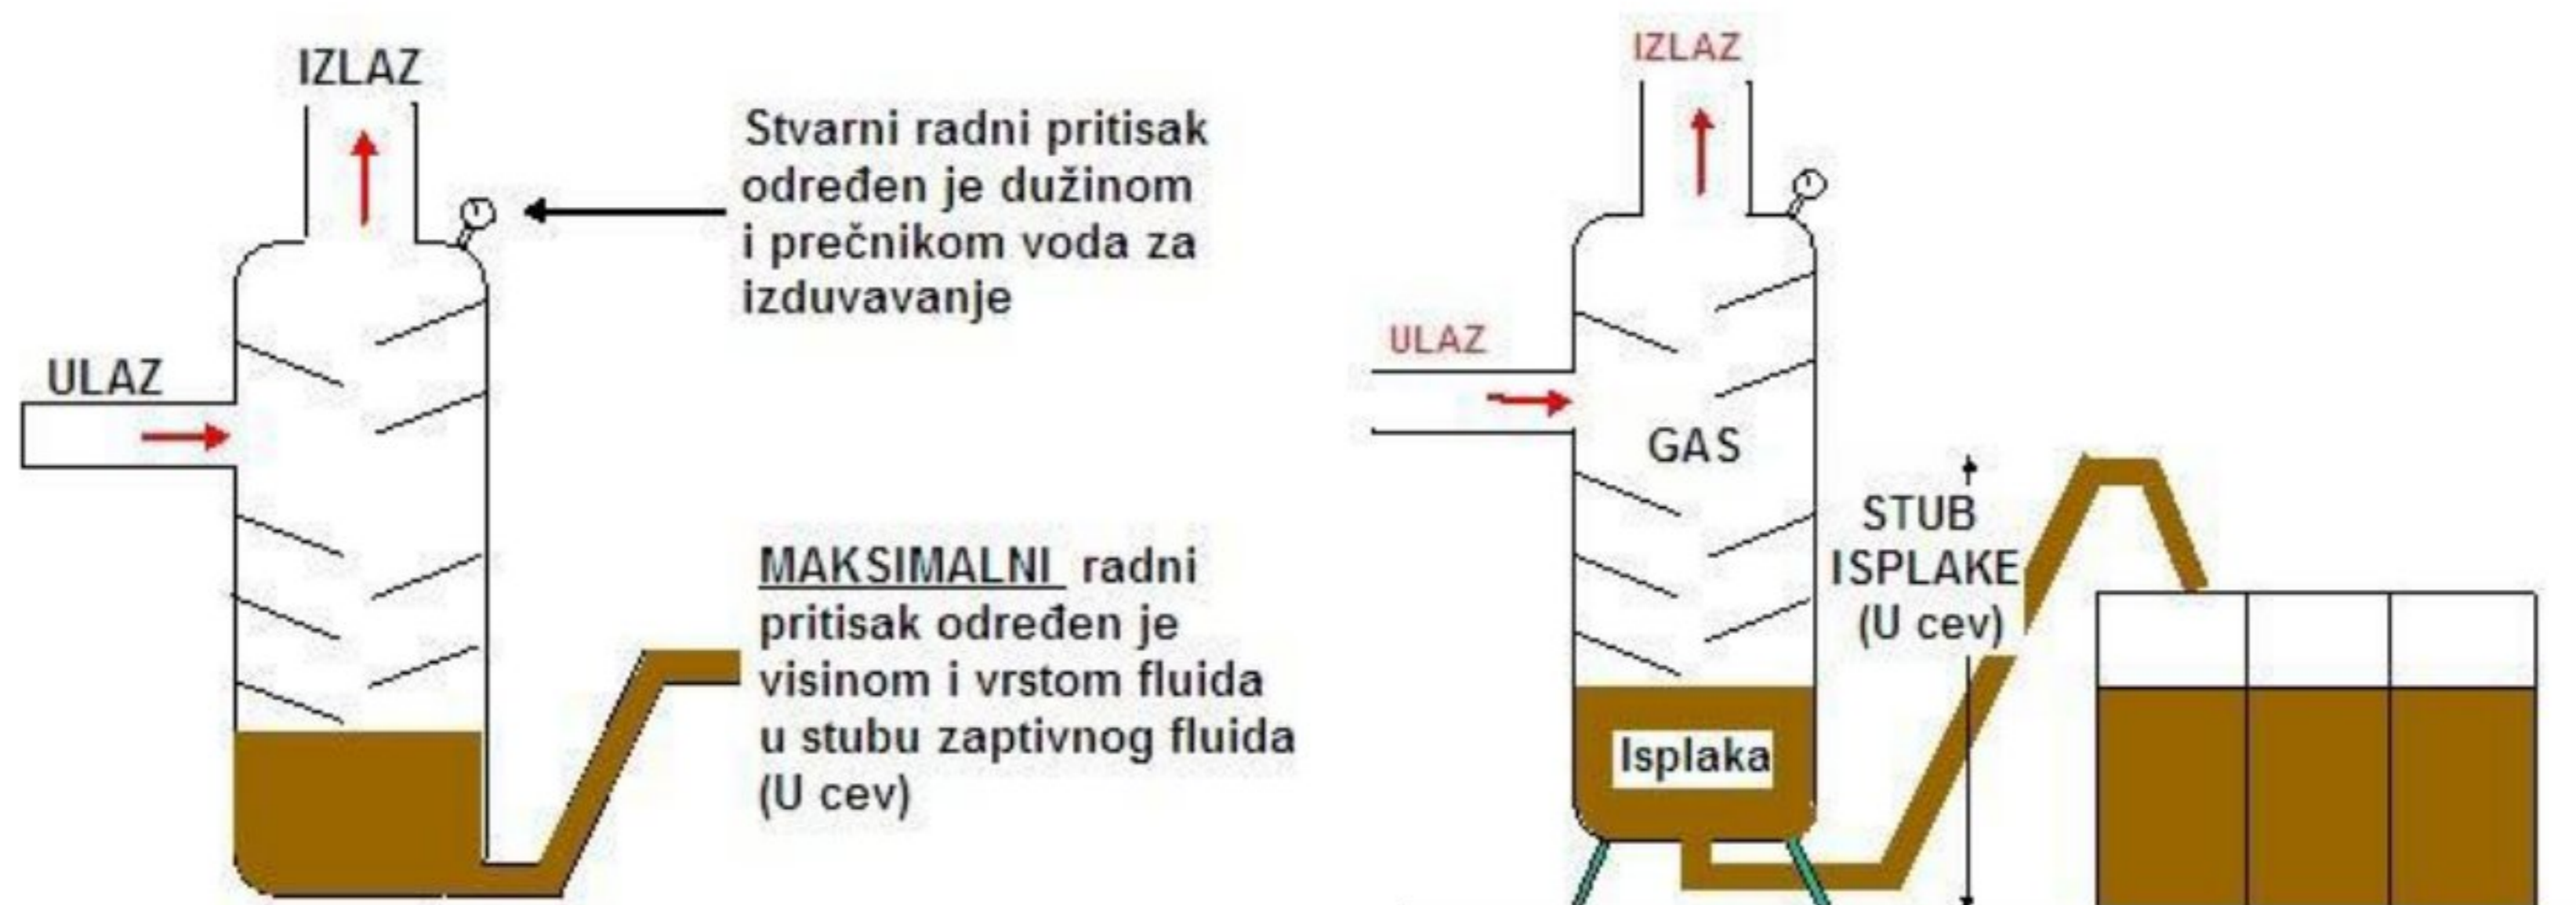 IZLAZ
Stvarni radni pritisak
određen je dužinom
i prečnikom voda za
izduvavanje
ULAZ
MAKSIMALNI radni
pritisak određen je
visinom i vrstom fluida
u stubu zaptivnog fluida
(U cev)
IZLAZ
ULAZ
GAS
STUB
ISPLAKE
(U cev)
Isplaka